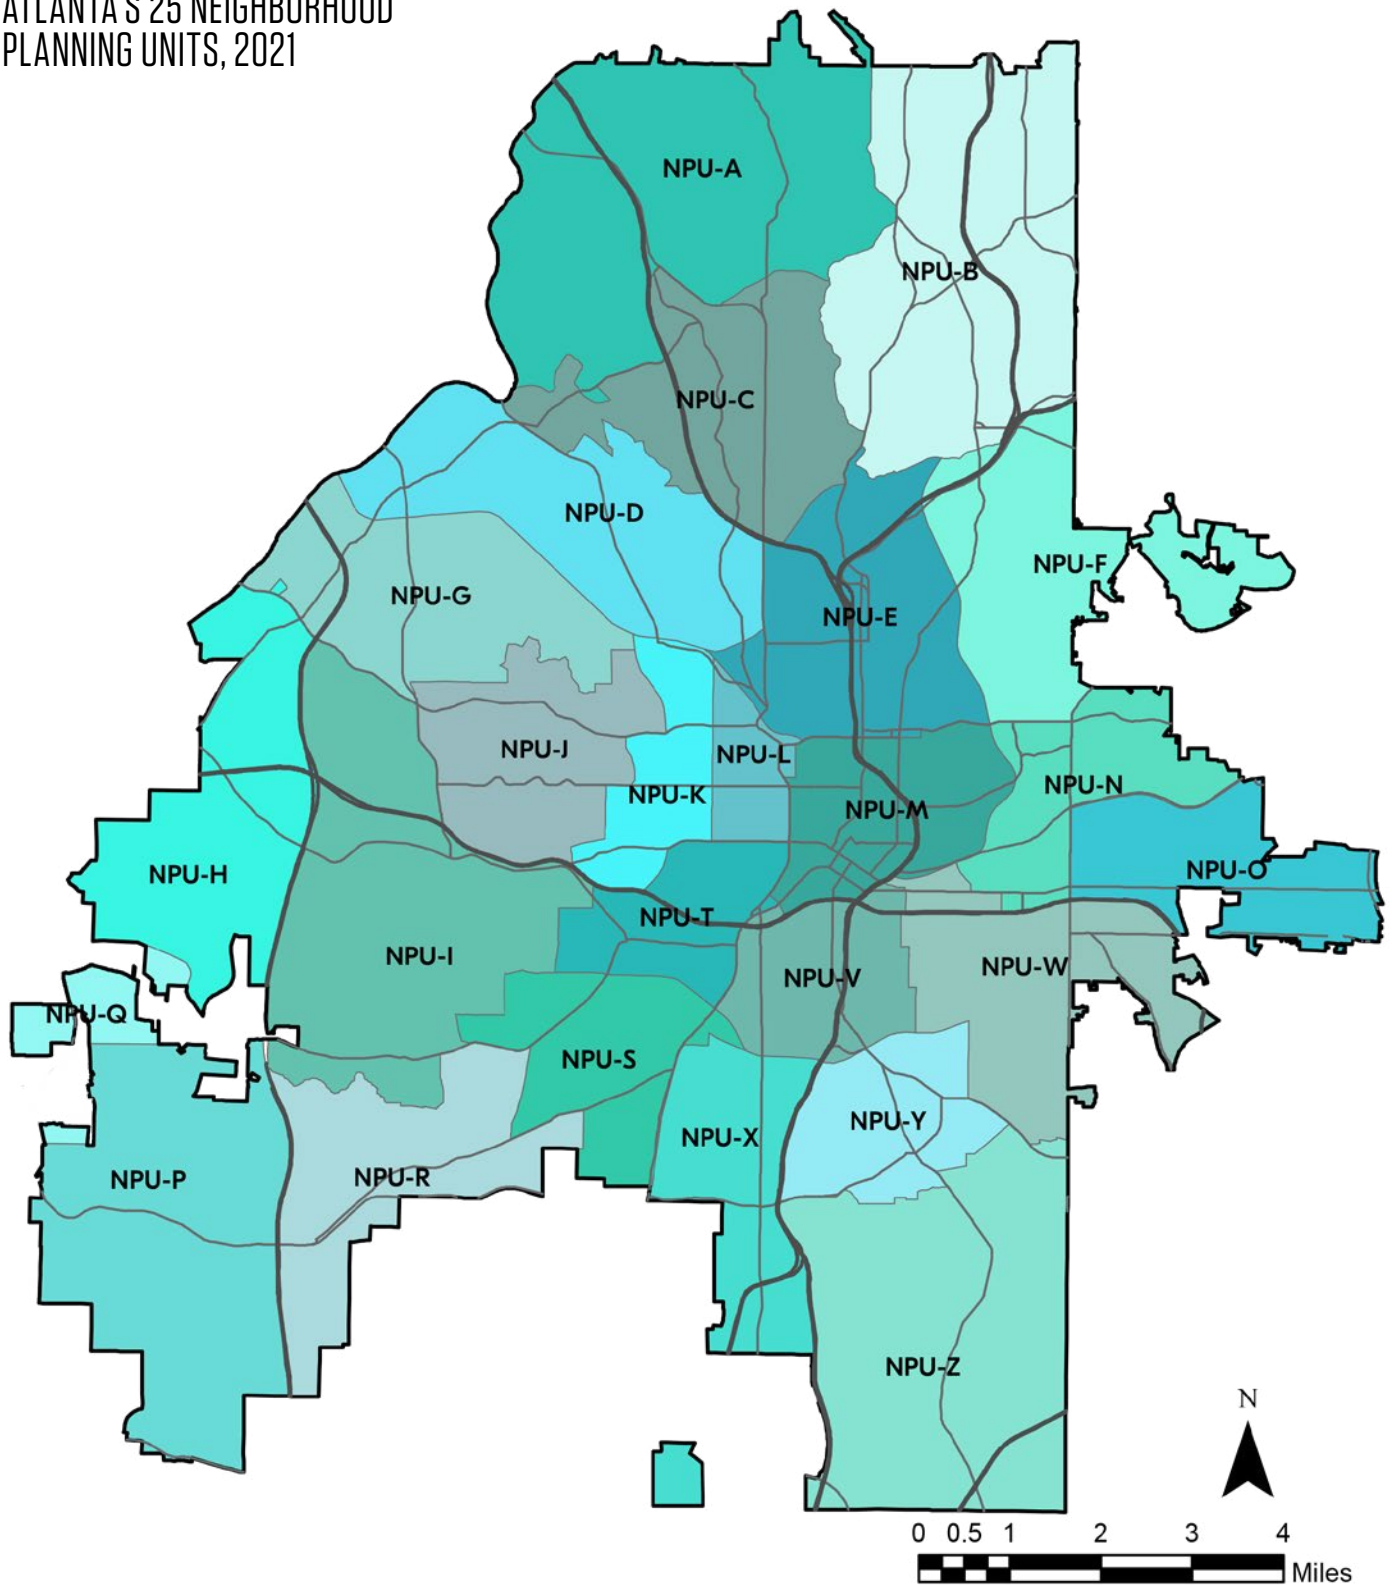 ATLANTA'S 25 NEIGHBORHOOD
PLANNING UNITS, 2021
NPU-A
NPU-B
NPU-C
NPU-D
NPU-F
NPU-G
NPU-E
NPU-J
NPU-L
NPU-K
NPU-N
NPU-M
NPU-H
NPU-O
NPU-T
NPU-I
NPU-V
NPU-W
NPU-Q
NPU-S
NPU-Y
NPU-X
NPU-P
NPU-R
NPU-Z
N
0 0.5 1 2 3 4
Miles